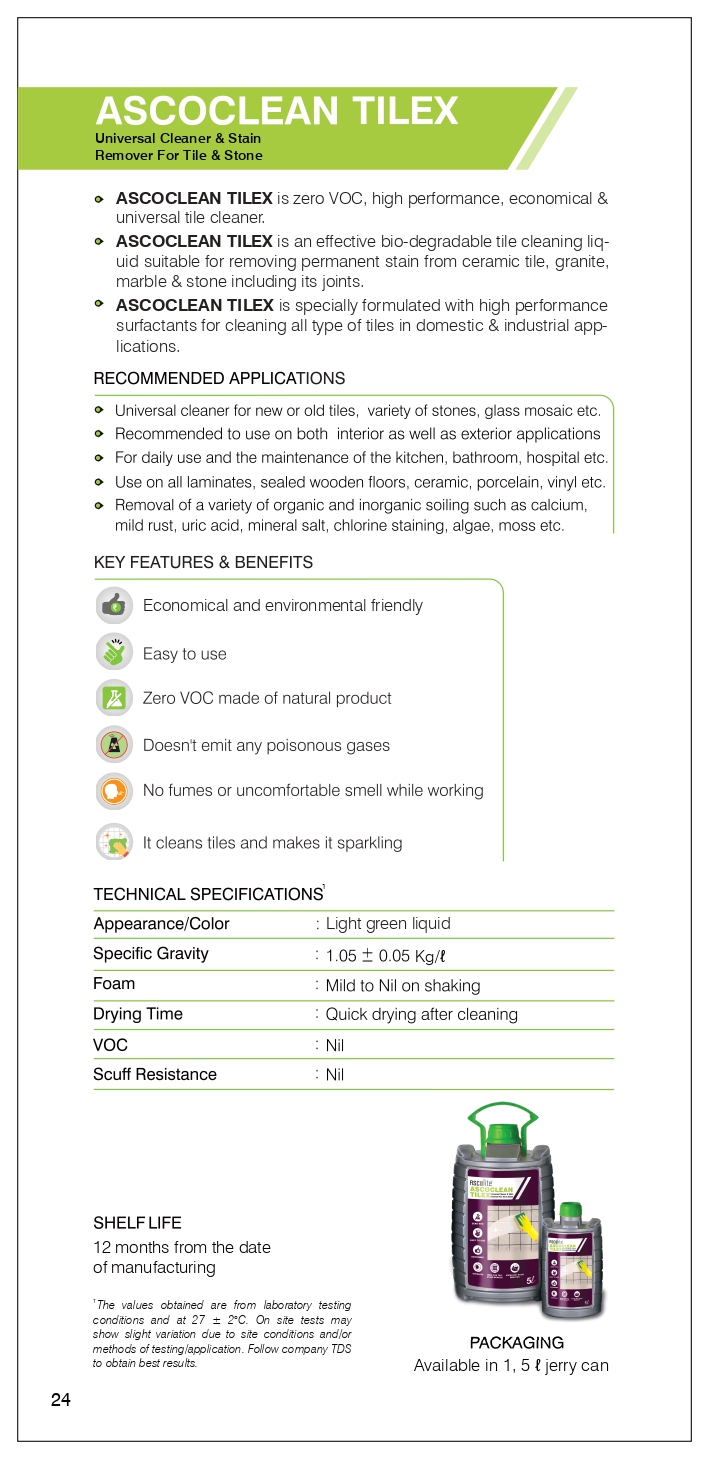 ASCOCLEAN TILEX
Universal Cleaner & Stain
Remover For Tile & Stone
ASCOCLEAN TILEX is zero VOC, high performance, economical &
universal tile cleaner.
ASCOCLEAN TILEX is an effective bio-degradable tile cleaning liq-
uid suitable for removing permanent stain from ceramic tile, granite,
marble & stone including its joints.
ASCOCLEAN TILEX is specially formulated with high performance
surfactants for cleaning all type of tiles in domestic & industrial app-
lications.
RECOMMENDED APPLICATIONS
Universal cleaner for new or old tiles, variety of stones, glass mosaic etc.
Recommended to use on both interior as well as exterior applications
For daily use and the maintenance of the kitchen, bathroom, hospital etc.
Use on all laminates, sealed wooden floors, ceramic, porcelain, vinyl etc.
Removal of a variety of organic and inorganic soiling such as calcium,
mild rust, uric acid, mineral salt, chlorine staining, algae, moss etc.
KEY FEATURES & BENEFITS
Economical and environmental friendly
Easy to use
Zero VOC made of natural product
Doesn't emit any poisonous gases
No fumes or uncomfortable smell while working
It cleans tiles and makes it sparkling
TECHNICAL SPECIFICATIONS¹
Appearance/Color : Light green liquid
Specific Gravity : 1.05 ± 0.05 Kg/ℓ
Foam : Mild to Nil on shaking
Drying Time : Quick drying after cleaning
VOC : Nil
Scuff Resistance : Nil
ascolite
ASCOCLEAN
TILEX
5ℓ
ASCOCLEAN
TILEX
SHELF LIFE
12 months from the date
of manufacturing
¹The values obtained are from laboratory testing
conditions and at 27 ± 2°C. On site tests may
show slight variation due to site conditions and/or
methods of testing/application. Follow company TDS
to obtain best results.
PACKAGING
Available in 1, 5 ℓ jerry can
24